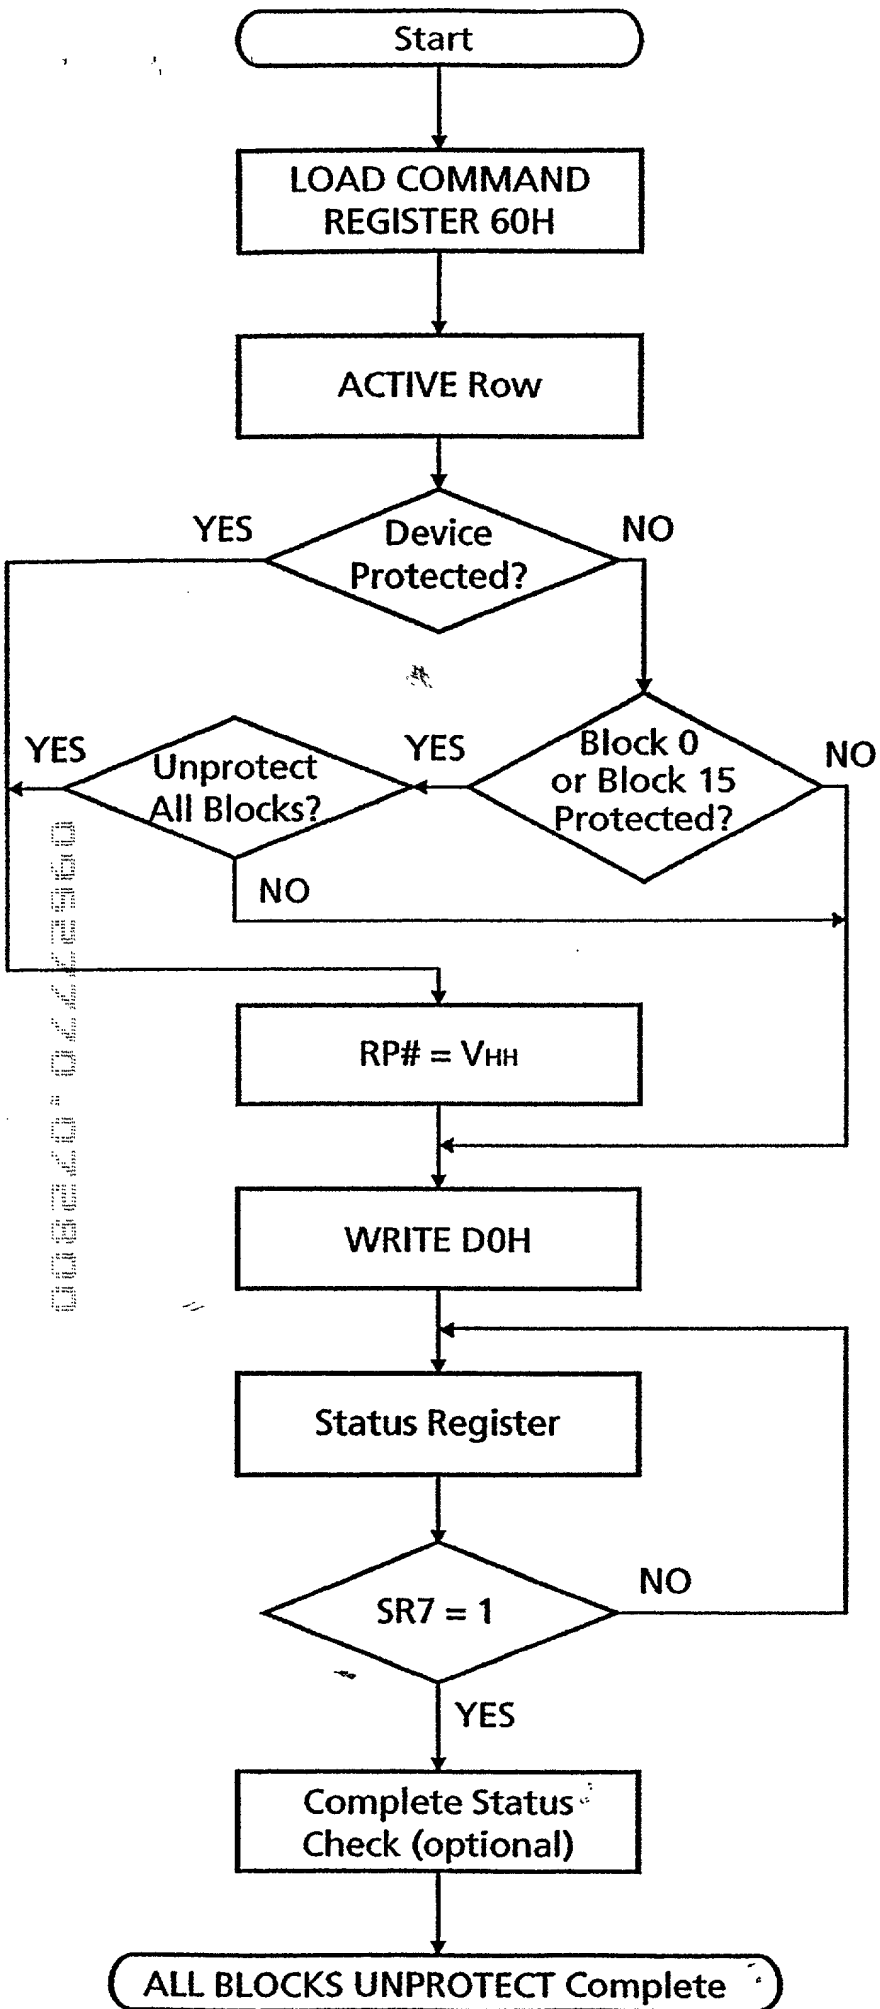 Start
LOAD COMMAND
REGISTER 60H
ACTIVE Row
YES
Device
Protected?
NO
YES
Unprotect
All Blocks?
NO
YES
Block 0
or Block 15
Protected?
NO
RP# = VHH
WRITE D0H
Status Register
SR7 = 1
NO
YES
Complete Status
Check (optional)
ALL BLOCKS UNPROTECT Complete